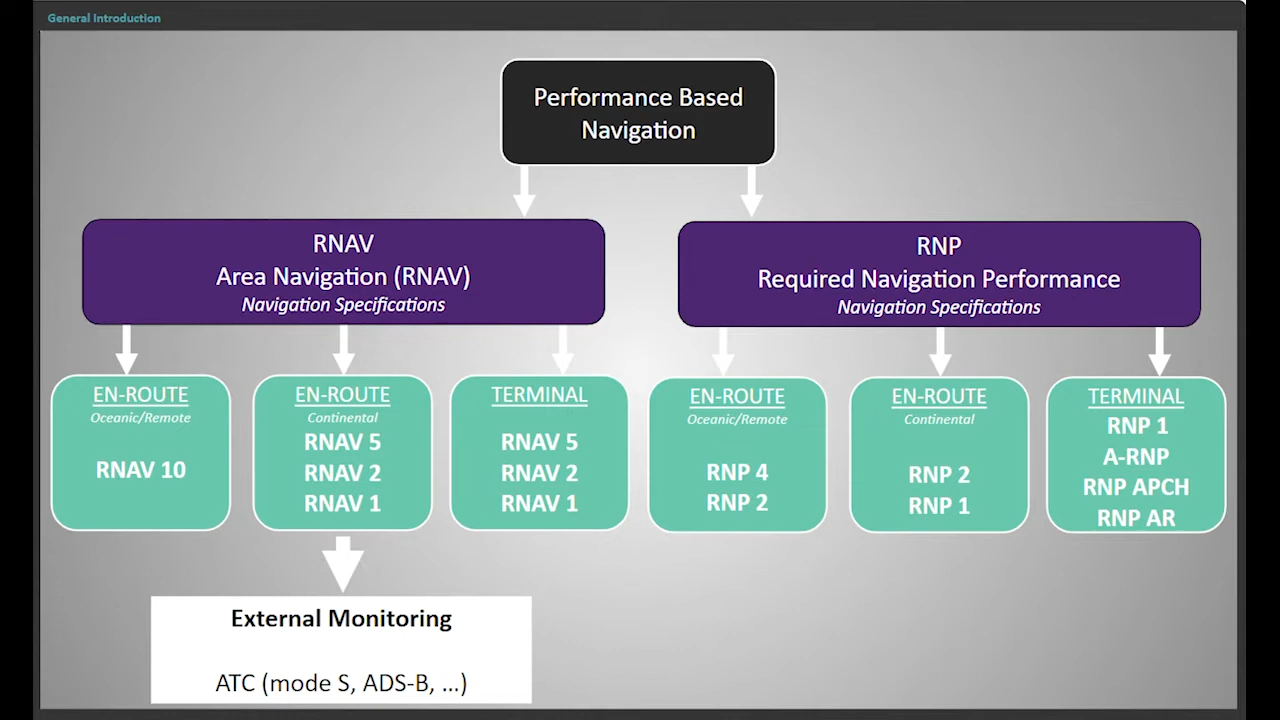 General Introduction
Performance Based
Navigation
RNAV
Area Navigation (RNAV)
Navigation Specifications
RNP
Required Navigation Performance
Navigation Specifications
EN-ROUTE
Oceanic/Remote
RNAV 10
EN-ROUTE
Continental
RNAV 5
RNAV 2
RNAV 1
TERMINAL
RNAV 5
RNAV 2
RNAV 1
EN-ROUTE
Oceanic/Remote
RNP 4
RNP 2
EN-ROUTE
Continental
RNP 2
RNP 1
TERMINAL
RNP 1
A-RNP
RNP APCH
RNP AR
External Monitoring
ATC (mode S, ADS-B, ...)